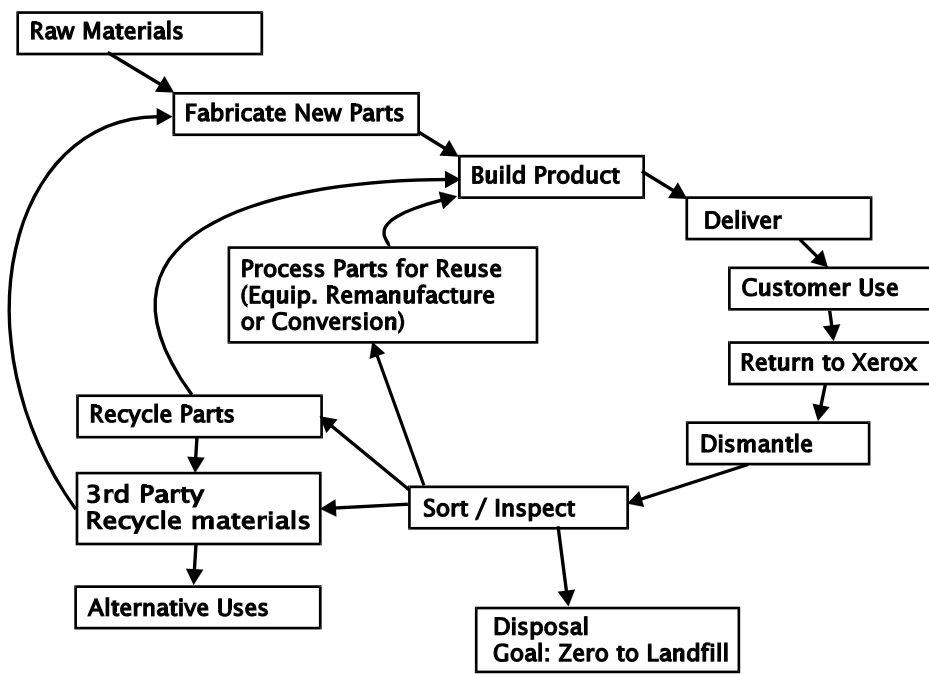 Raw Materials
Fabricate New Parts
Build Product
Deliver
Customer Use
Return to Xerox
Dismantle
Sort / Inspect
Process Parts for Reuse
(Equip. Remanufacture
or Conversion)
Recycle Parts
3rd Party
Recycle materials
Alternative Uses
Disposal
Goal: Zero to Landfill